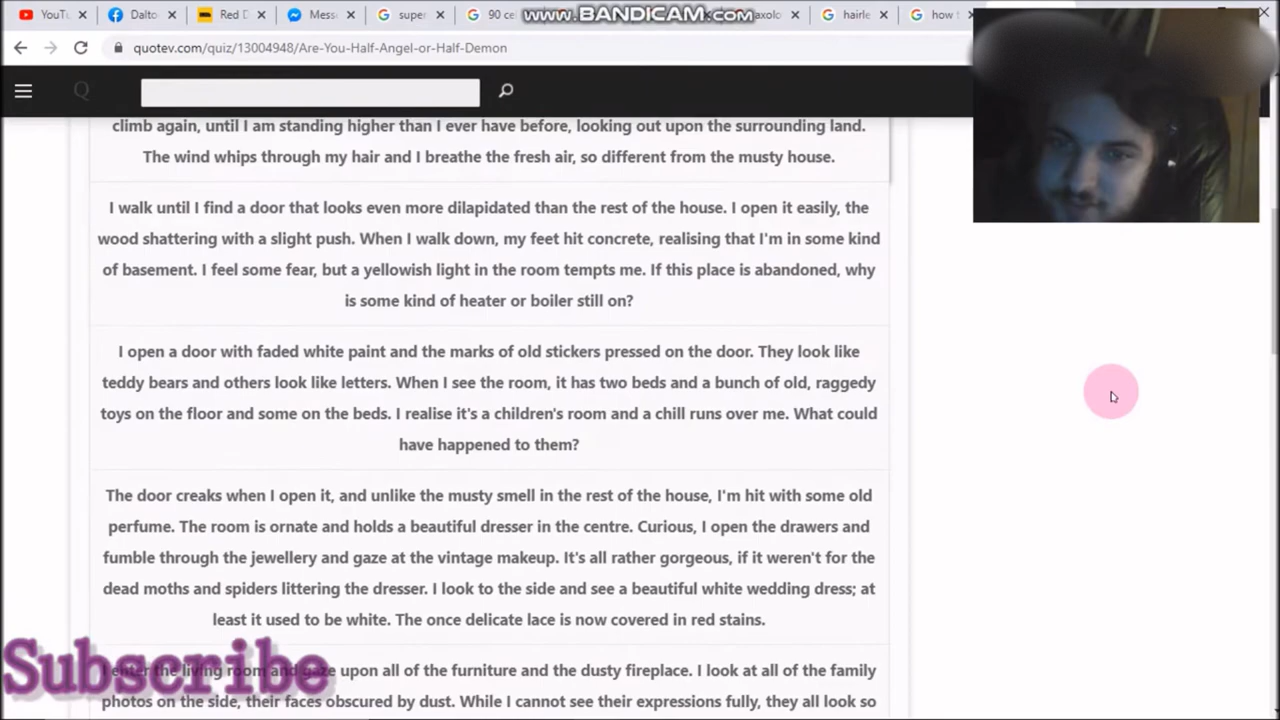 YouTu
Dalto
Red D
Mess
super
90 ce
www.BANDICAM.com
axolo
hairle
how t
quotev.com/quiz/13004948/Are-You-Half-Angel-or-Half-Demon
Q
climb again, until I am standing higher than I ever have before, looking out upon the surrounding land.
The wind whips through my hair and I breathe the fresh air, so different from the musty house.
I walk until I find a door that looks even more dilapidated than the rest of the house. I open it easily, the
wood shattering with a slight push. When I walk down, my feet hit concrete, realising that I'm in some kind
of basement. I feel some fear, but a yellowish light in the room tempts me. If this place is abandoned, why
is some kind of heater or boiler still on?
I open a door with faded white paint and the marks of old stickers pressed on the door. They look like
teddy bears and others look like letters. When I see the room, it has two beds and a bunch of old, raggedy
toys on the floor and some on the beds. I realise it's a children's room and a chill runs over me. What could
have happened to them?
The door creaks when I open it, and unlike the musty smell in the rest of the house, I'm hit with some old
perfume. The room is ornate and holds a beautiful dresser in the centre. Curious, I open the drawers and
fumble through the jewellery and gaze at the vintage makeup. It's all rather gorgeous, if it weren't for the
dead moths and spiders littering the dresser. I look to the side and see a beautiful white wedding dress; at
least it used to be white. The once delicate lace is now covered in red stains.
I enter the living room and gaze upon all of the furniture and the dusty fireplace. I look at all of the family
photos on the side, their faces obscured by dust. While I cannot see their expressions fully, they all look so
Subscribe